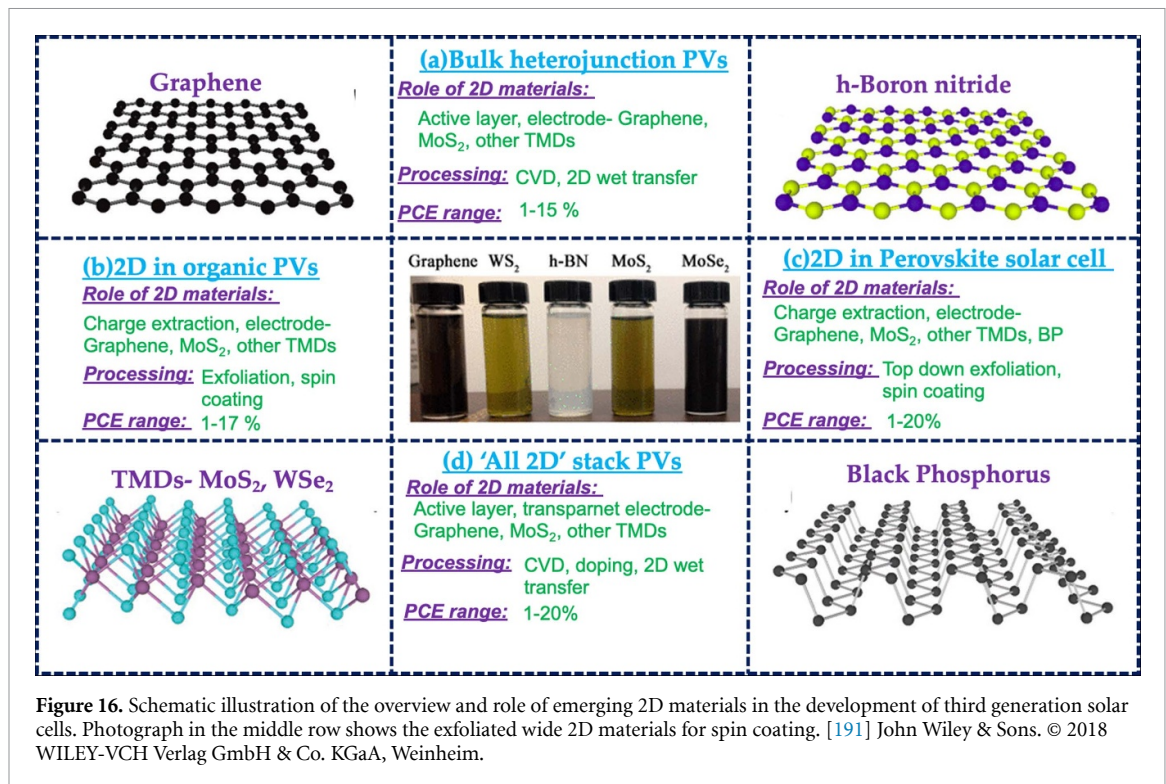 Graphene
(a)Bulk heterojunction PVs
Role of 2D materials:
Active layer, electrode- Graphene,
MoS₂, other TMDs
Processing: CVD, 2D wet transfer
PCE range: 1-15 %
h-Boron nitride
(b)2D in organic PVs
Role of 2D materials:
Charge extraction, electrode-
Graphene, MoS₂, other TMDs
Processing: Exfoliation, spin
coating
PCE range: 1-17 %
Graphene WS₂ h-BN MoS₂ MoSe₂
(c)2D in Perovskite solar cell
Role of 2D materials:
Charge extraction, electrode-
Graphene, MoS₂, other TMDs, BP
Processing: Top down exfoliation,
spin coating
PCE range: 1-20%
TMDs- MoS₂, WSe₂
(d) ‘All 2D’ stack PVs
Role of 2D materials:
Active layer, transparnet electrode-
Graphene, MoS₂, other TMDs
Processing: CVD, doping, 2D wet
transfer
PCE range: 1-20%
Black Phosphorus
Figure 16. Schematic illustration of the overview and role of emerging 2D materials in the development of third generation solar
cells. Photograph in the middle row shows the exfoliated wide 2D materials for spin coating. [191] John Wiley & Sons. © 2018
WILEY-VCH Verlag GmbH & Co. KGaA, Weinheim.